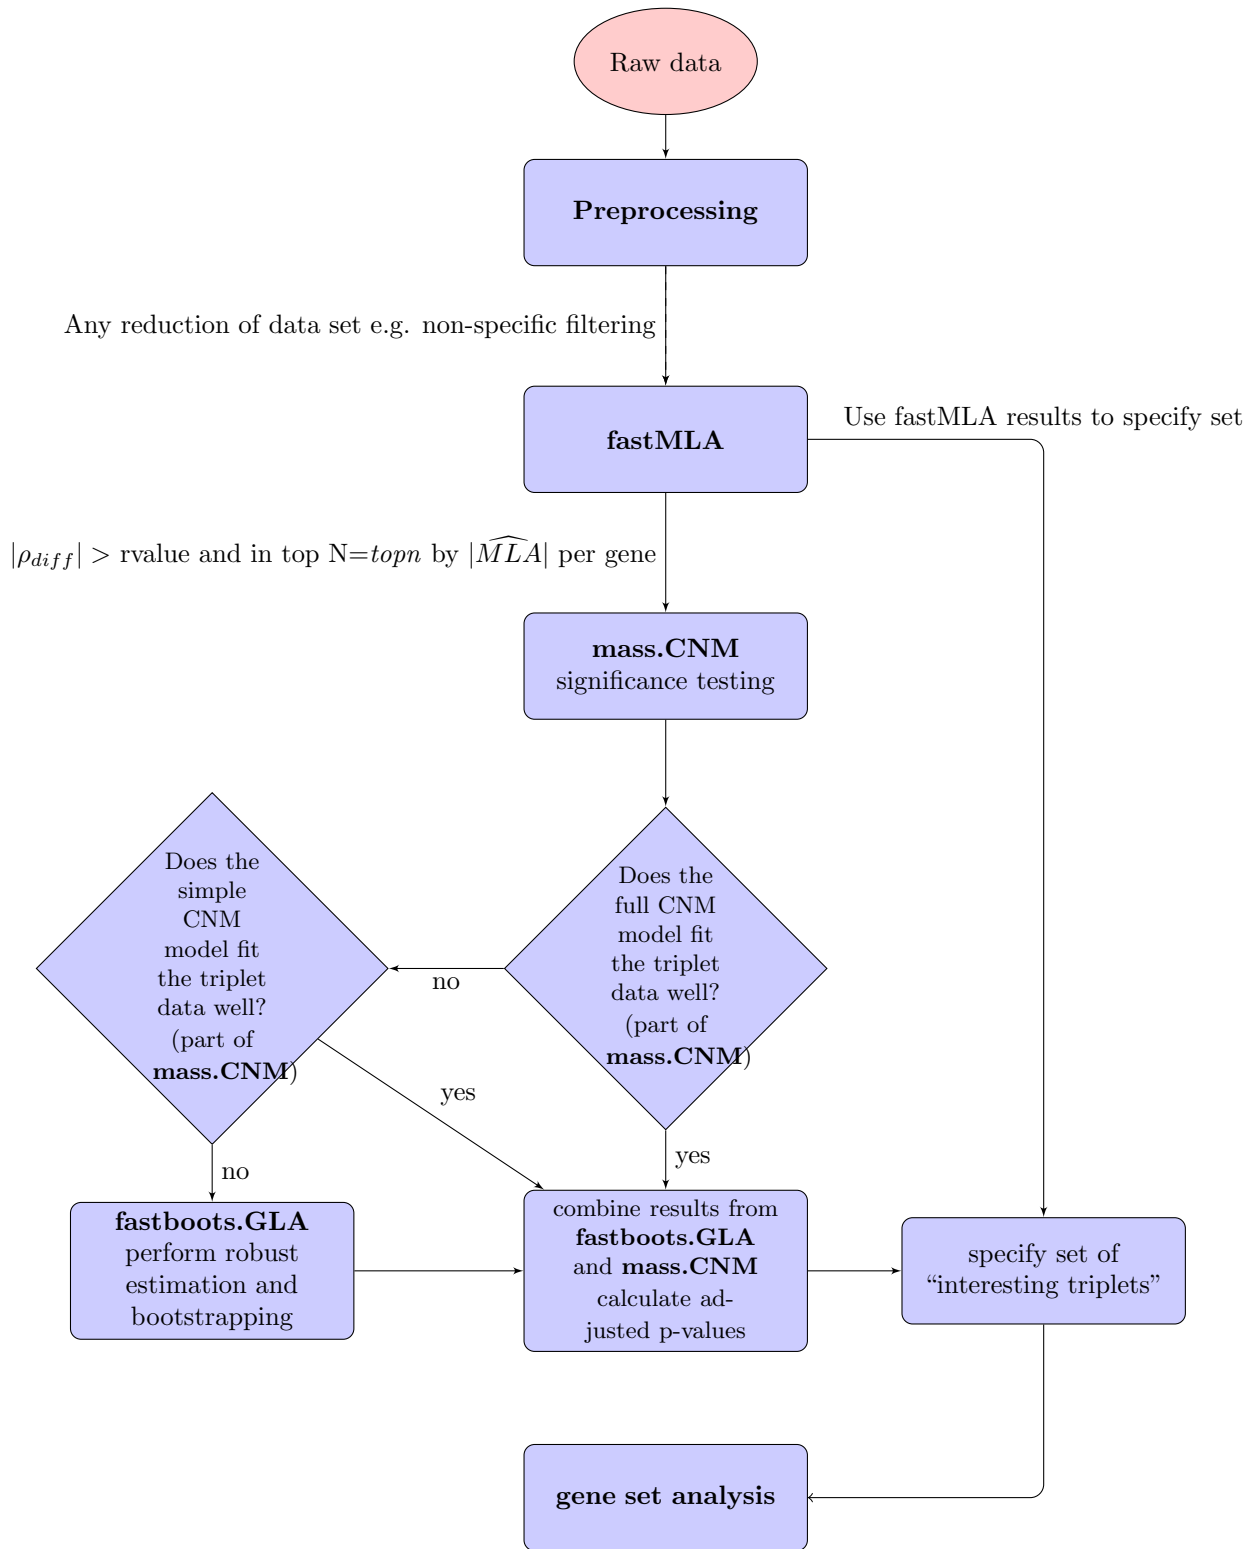 Raw data
Preprocessing
Any reduction of data set e.g. non-specific filtering
fastMLA
Use fastMLA results to specify set
|ρ_{diff}| > rvalue and in top N=topn by |\widehat{MLA}| per gene
mass.CNM
significance testing
Does the
simple
CNM
model fit
the triplet
data well?
(part of
mass.CNM)
Does the
full CNM
model fit
the triplet
data well?
(part of
mass.CNM)
no
yes
no
yes
fastboots.GLA
perform robust
estimation and
bootstrapping
combine results from
fastboots.GLA
and mass.CNM
calculate ad-
justed p-values
specify set of
“interesting triplets”
gene set analysis